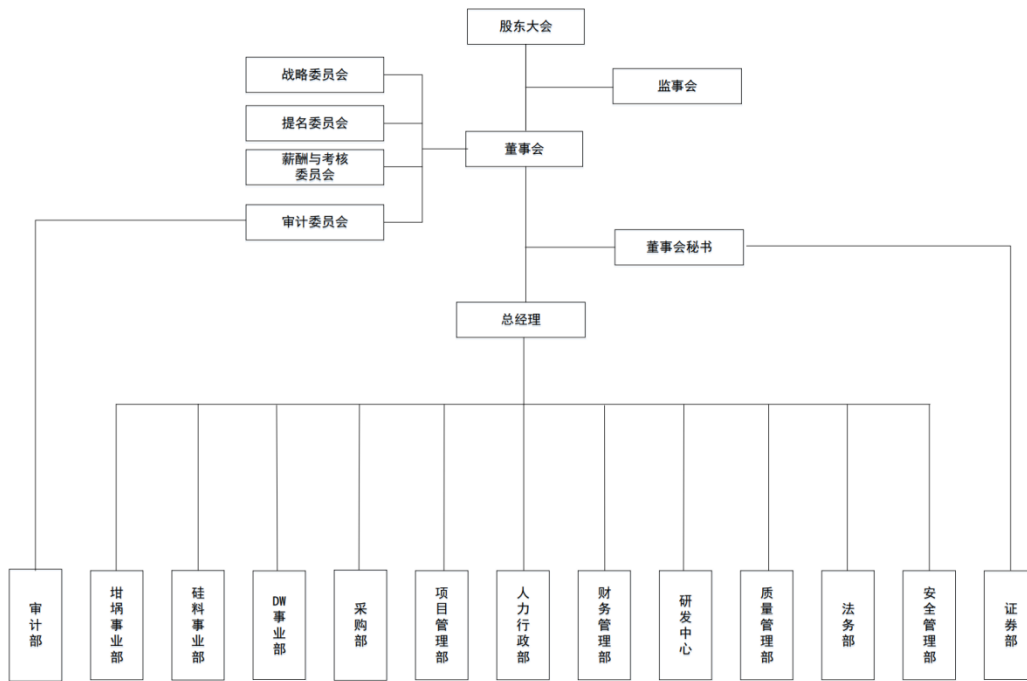 股东大会
战略委员会
监事会
提名委员会
董事会
薪酬与考核
委员会
审计委员会
董事会秘书
总经理
审计部
坩埚事业部
硅料事业部
DW事业部
采购部
项目管理部
人力行政部
财务管理部
研发中心
质量管理部
法务部
安全管理部
证券部